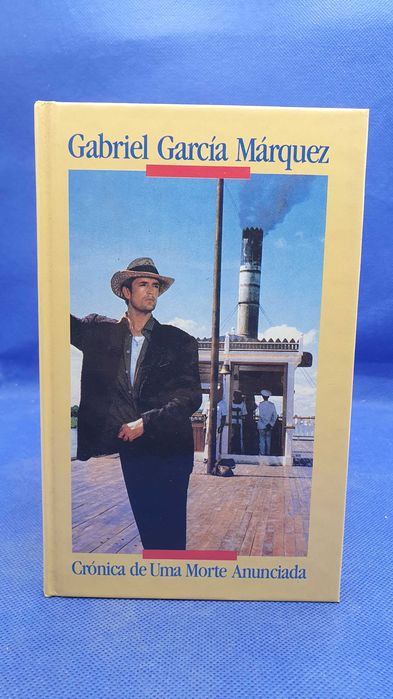 Gabriel García Márquez
Crónica de Uma Morte Anunciada